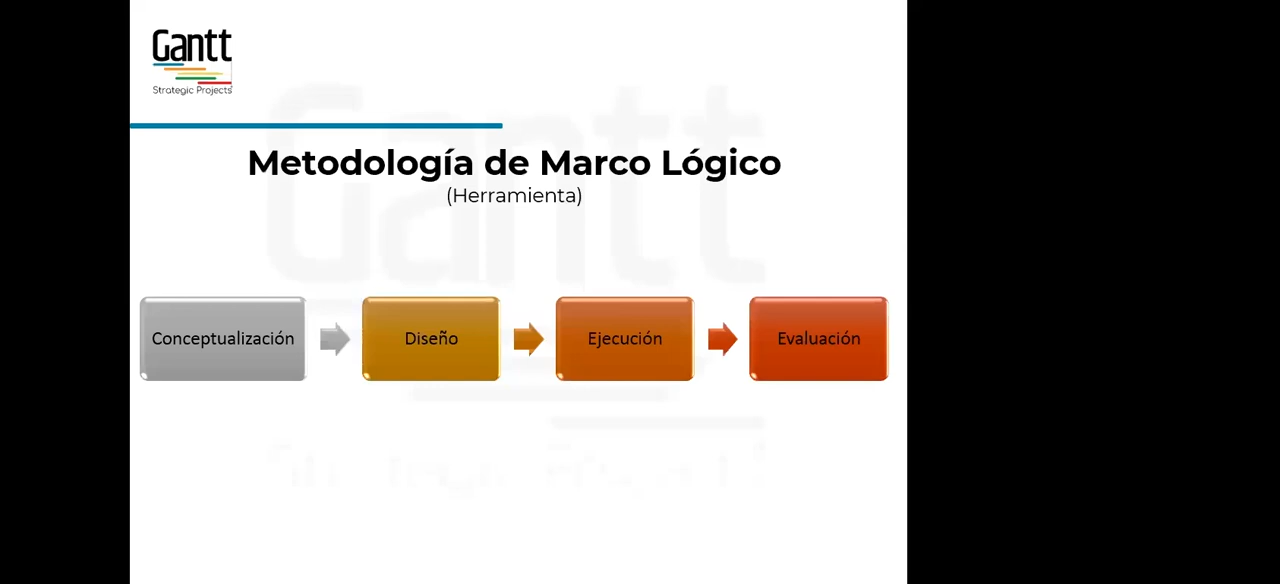 Gantt
Strategic Projects
Metodología de Marco Lógico
(Herramienta)
Conceptualización
Diseño
Ejecución
Evaluación